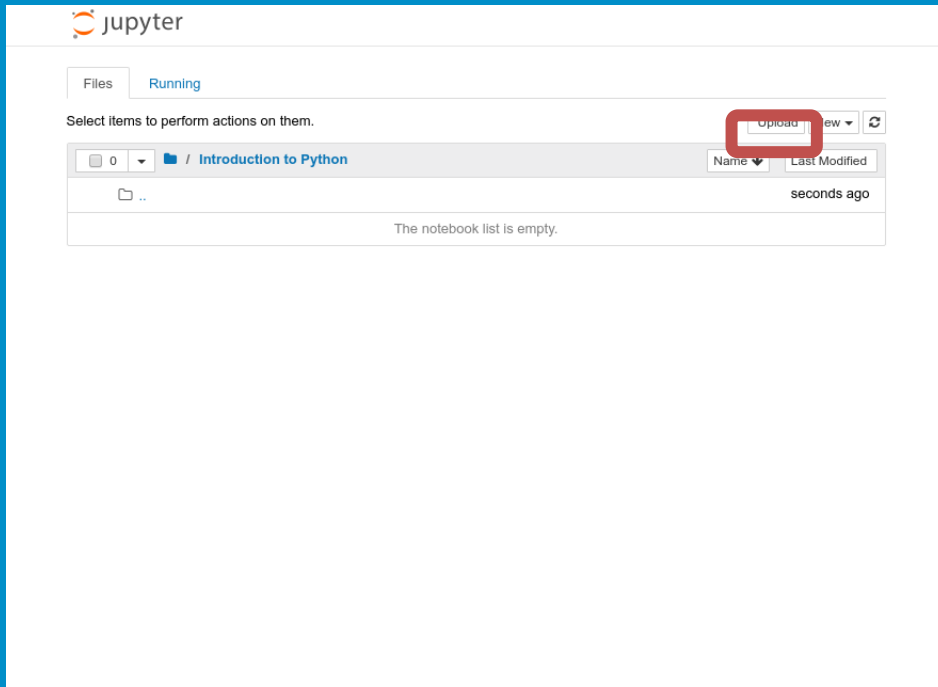 jupyter
Files Running
Select items to perform actions on them.
Upload
0 / Introduction to Python Name Last Modified
.. seconds ago
The notebook list is empty.